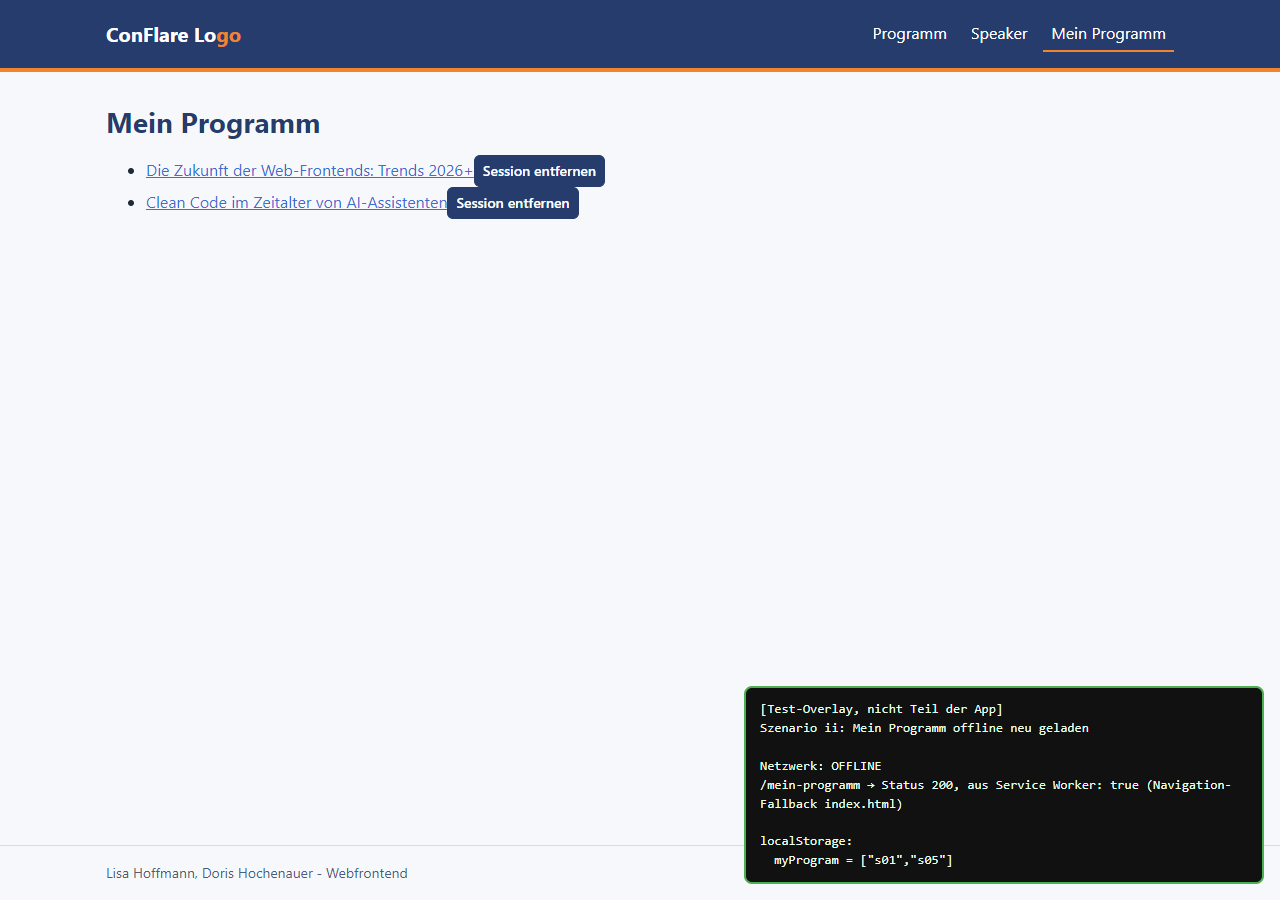 ConFlare Logo
Programm Speaker Mein Programm
Mein Programm
Die Zukunft der Web-Frontends: Trends 2026+ Session entfernen
Clean Code im Zeitalter von AI-Assistenten Session entfernen
[Test-Overlay, nicht Teil der App]
Szenario ii: Mein Programm offline neu geladen
Netzwerk: OFFLINE
/mein-programm → Status 200, aus Service Worker: true (Navigation-
Fallback index.html)
localStorage:
myProgram = ["s01","s05"]
Lisa Hoffmann, Doris Hochenauer - Webfrontend